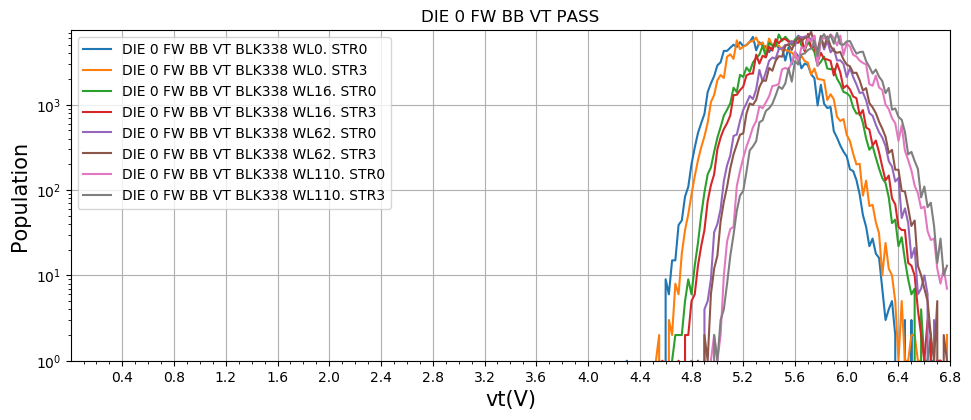 DIE 0 FW BB VT PASS
DIE 0 FW BB VT BLK338 WL0. STR0
DIE 0 FW BB VT BLK338 WL0. STR3
DIE 0 FW BB VT BLK338 WL16. STR0
DIE 0 FW BB VT BLK338 WL16. STR3
DIE 0 FW BB VT BLK338 WL62. STR0
DIE 0 FW BB VT BLK338 WL62. STR3
DIE 0 FW BB VT BLK338 WL110. STR0
DIE 0 FW BB VT BLK338 WL110. STR3
Population
10³
10²
10¹
10⁰
0.4 0.8 1.2 1.6 2.0 2.4 2.8 3.2 3.6 4.0 4.4 4.8 5.2 5.6 6.0 6.4 6.8
vt(V)